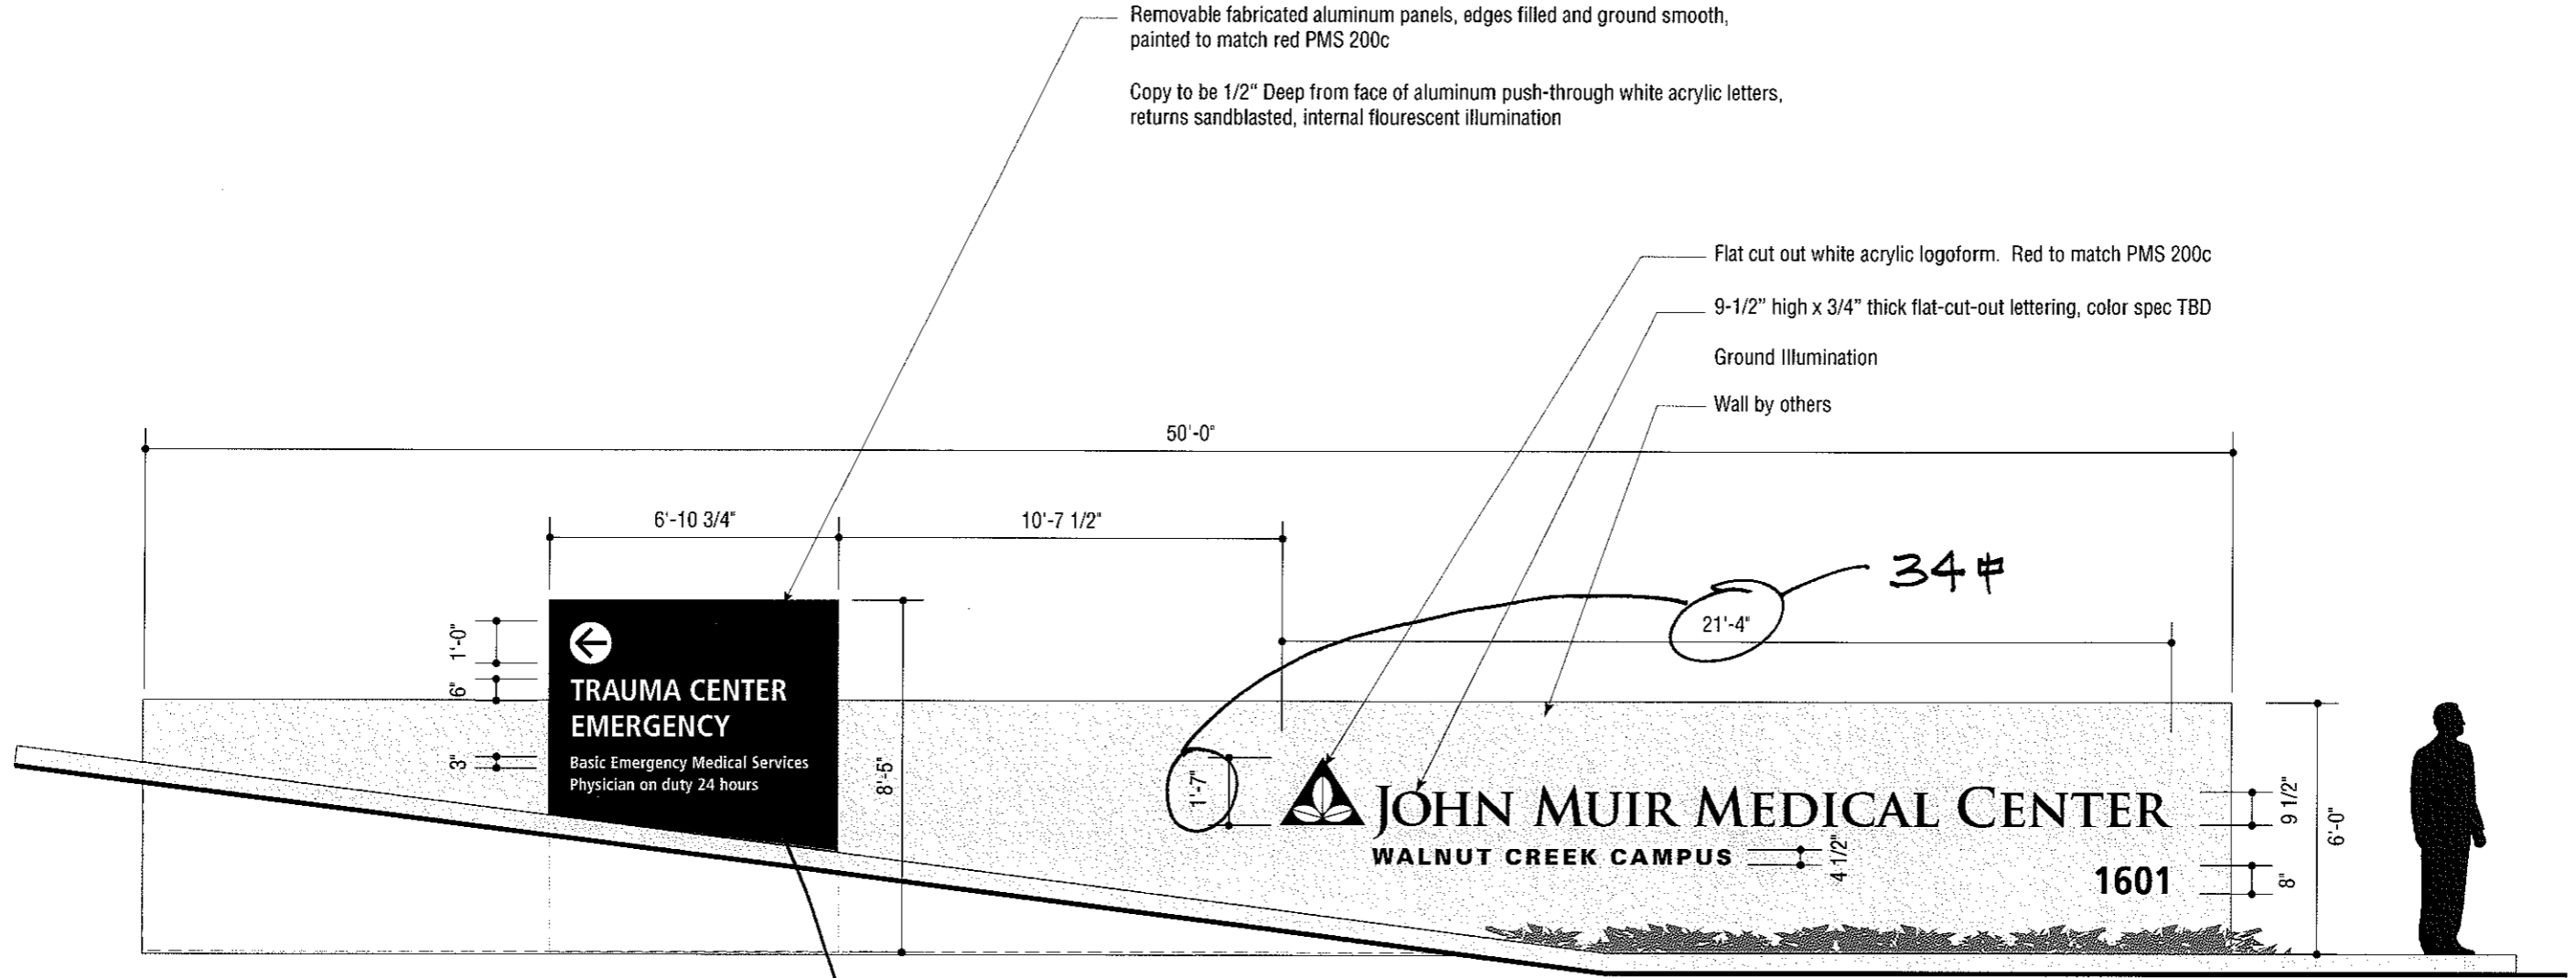 Removable fabricated aluminum panels, edges filled and ground smooth,
painted to match red PMS 200c
Copy to be 1/2" Deep from face of aluminum push-through white acrylic letters,
returns sandblasted, internal flourescent illumination
Flat cut out white acrylic logoform. Red to match PMS 200c
9-1/2" high x 3/4" thick flat-cut-out lettering, color spec TBD
Ground Illumination
Wall by others
50'-0"
6'-10 3/4"
10'-7 1/2"
34
21'-4"
1'-0"
6"
3"
TRAUMA CENTER
EMERGENCY
Basic Emergency Medical Services
Physician on duty 24 hours
8'-5"
1'-7"
JOHN MUIR MEDICAL CENTER
WALNUT CREEK CAMPUS
4 1/2"
1601
9 1/2"
8"
6'-0"